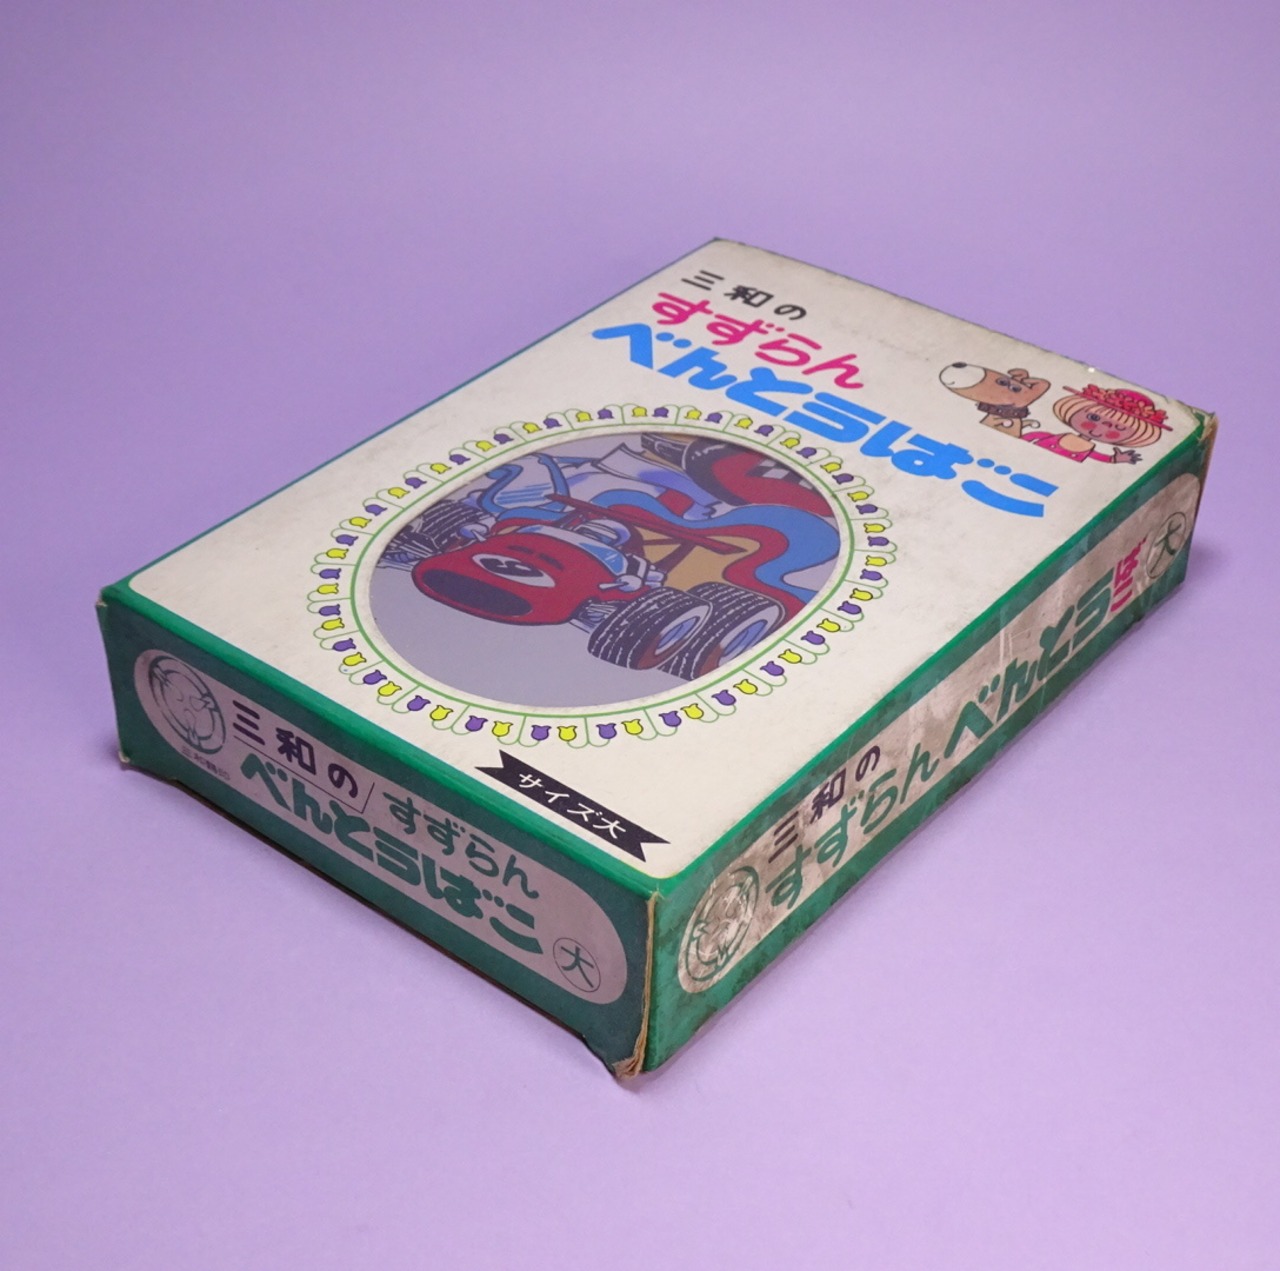 三和の
すずらん
べんとうばこ
サイズ大
三和の
すずらん
べんとうばこ
大
三和の
すずらん
べんとうばこ
大